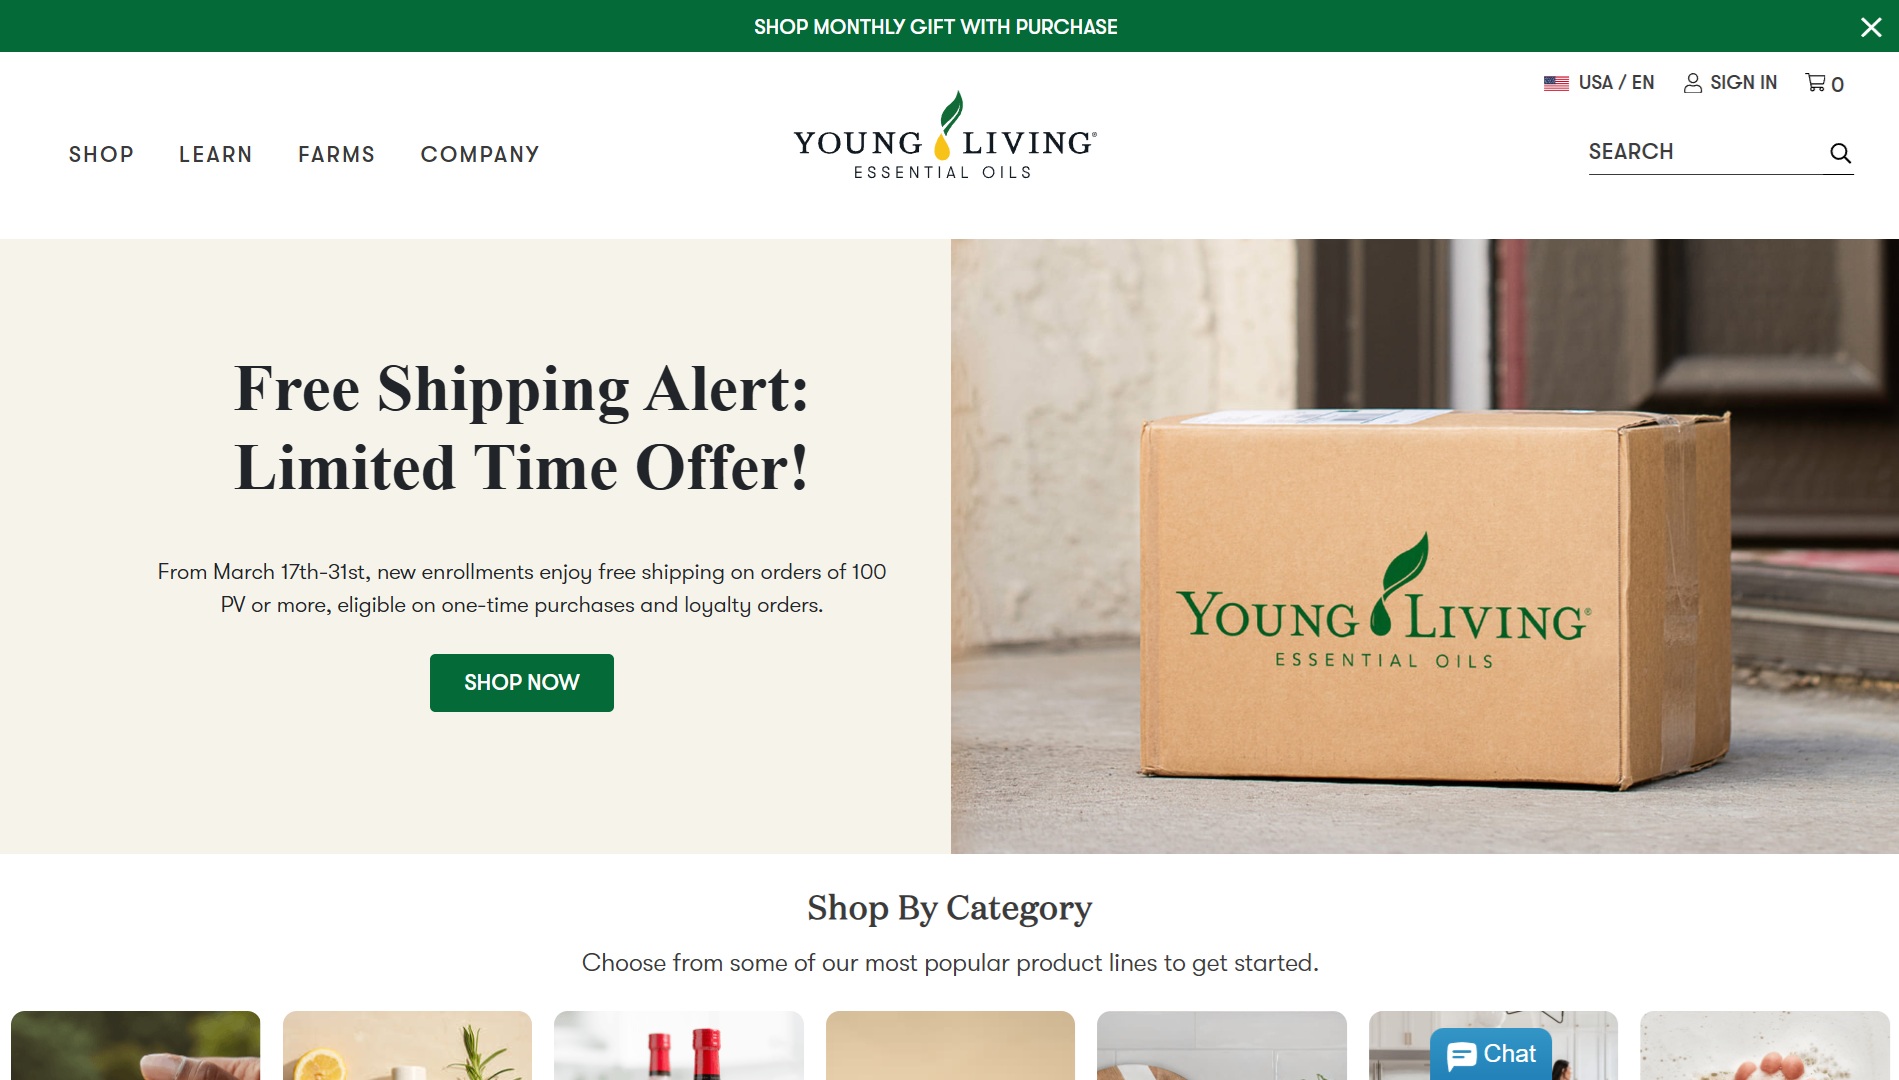 SHOP MONTHLY GIFT WITH PURCHASE
USA / EN
SIGN IN
0
SHOP
LEARN
FARMS
COMPANY
YOUNG LIVING®
ESSENTIAL OILS
SEARCH
Free Shipping Alert:
Limited Time Offer!
From March 17th-31st, new enrollments enjoy free shipping on orders of 100
PV or more, eligible on one-time purchases and loyalty orders.
SHOP NOW
YOUNG LIVING®
ESSENTIAL OILS
Shop By Category
Choose from some of our most popular product lines to get started.
Chat